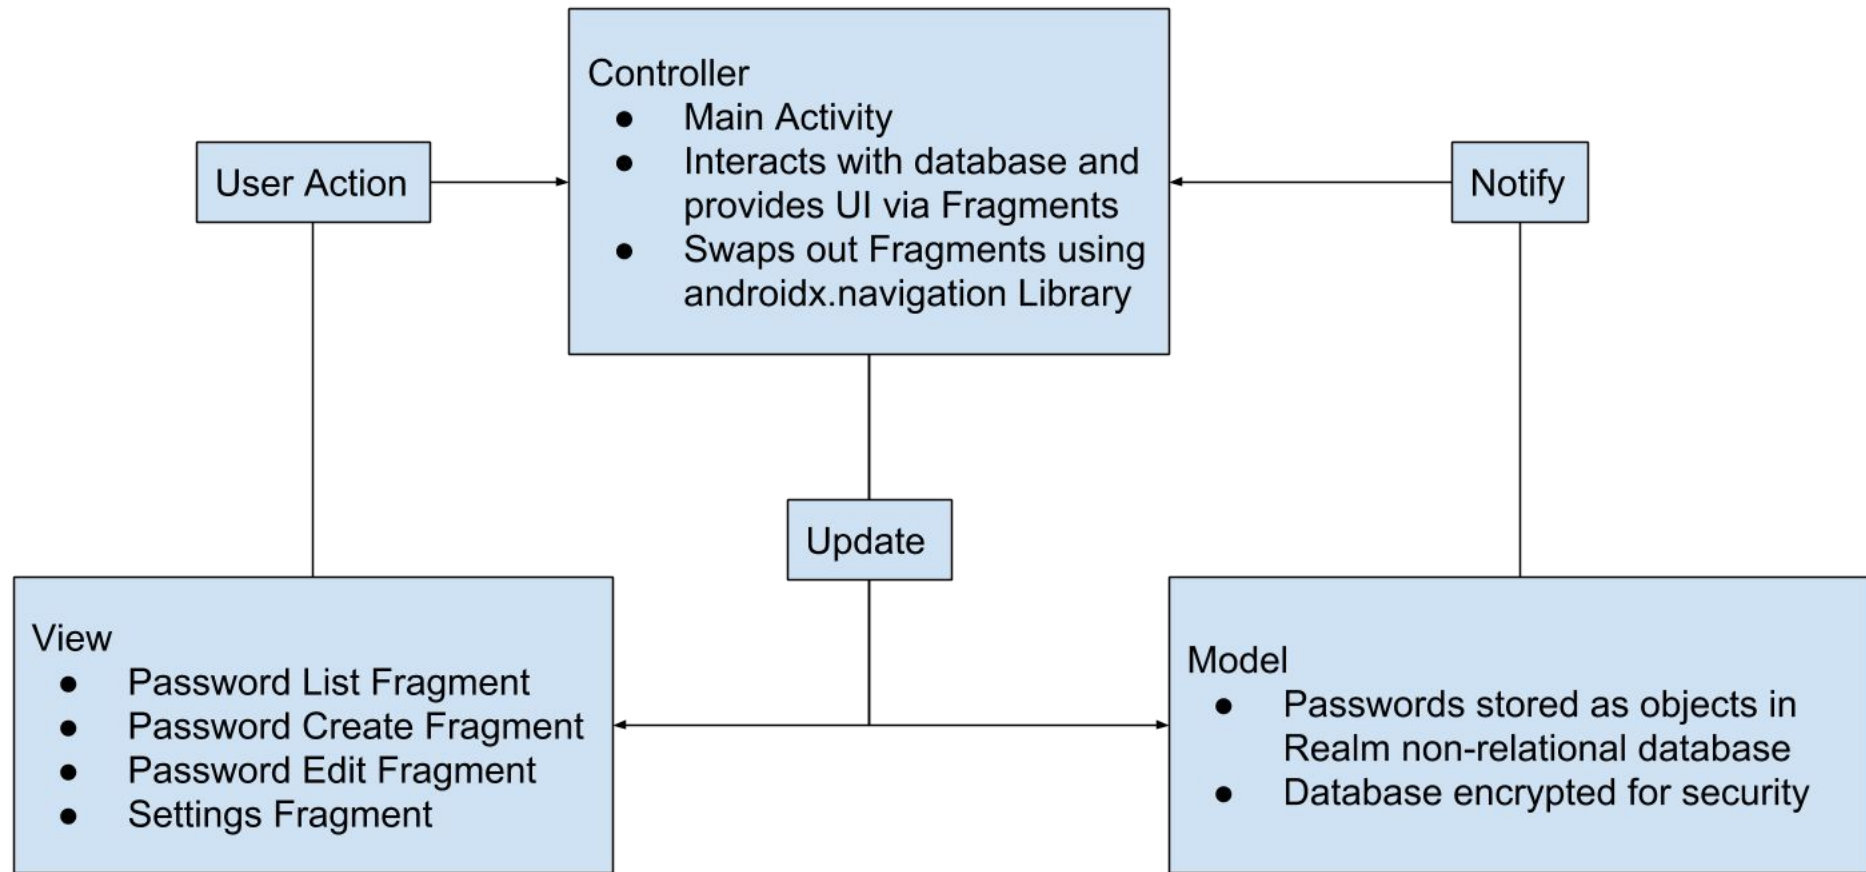 Controller
● Main Activity
● Interacts with database and
provides UI via Fragments
● Swaps out Fragments using
androidx.navigation Library
User Action
Notify
Update
View
● Password List Fragment
● Password Create Fragment
● Password Edit Fragment
● Settings Fragment
Model
● Passwords stored as objects in
Realm non-relational database
● Database encrypted for security